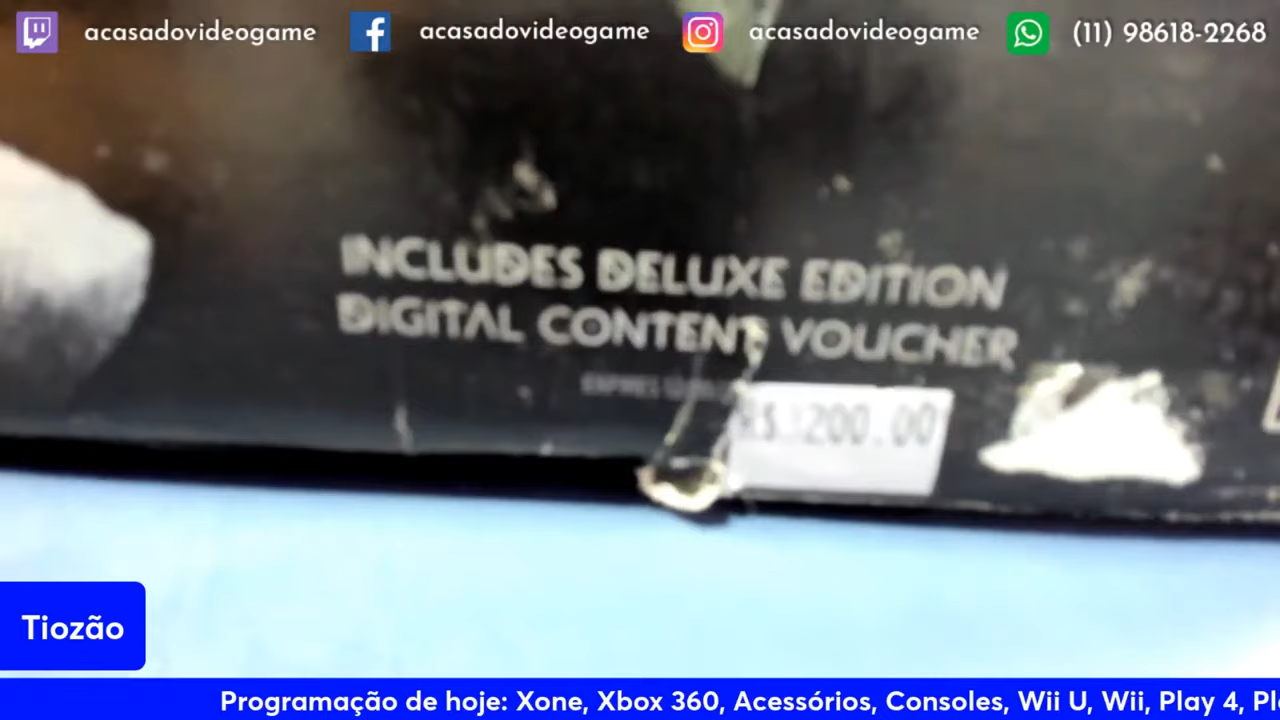 acasadovideogame
acasadovideogame
acasadovideogame
(11) 98618-2268
INCLUDES DELUXE EDITION
DIGITAL CONTENT VOUCHER
EXPIRES
200.00
Tiozão
Programação de hoje: Xone, Xbox 360, Acessórios, Consoles, Wii U, Wii, Play 4,